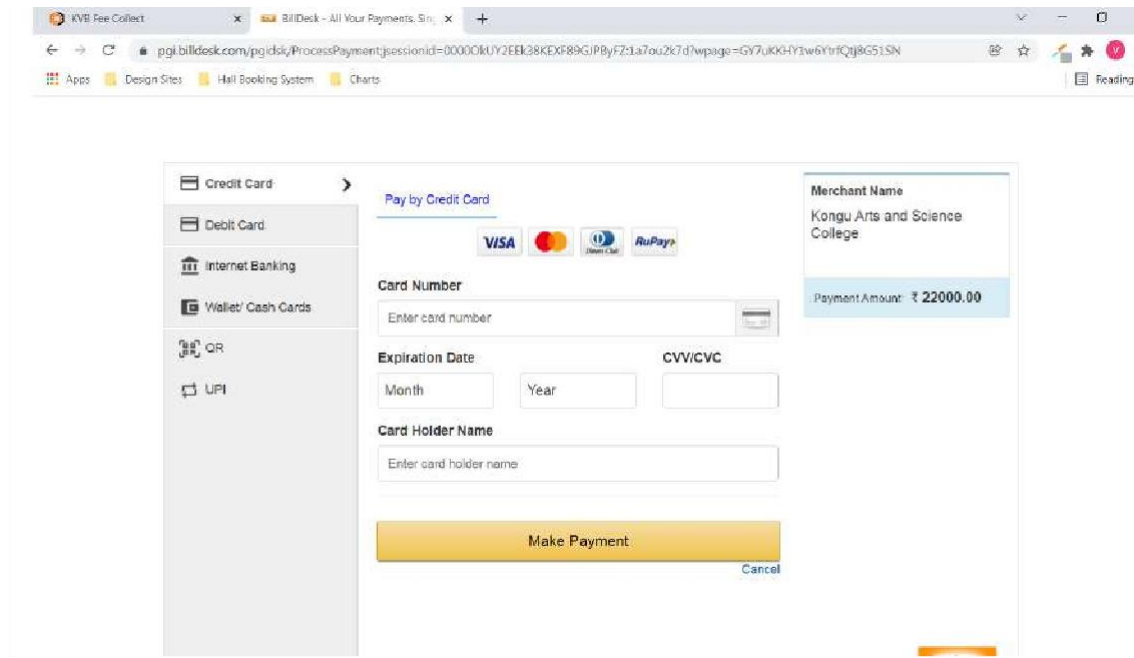 KVB Fee Collect
BillDesk - All Your Payments. Sin
Apps
Design Sites
Hall Booking System
Charts
Reading
Credit Card
Debit Card
Internet Banking
Wallet/ Cash Cards
QR
UPI
Pay by Credit Card
VISA
RuPay
Card Number
Enter card number
Expiration Date
CVV/CVC
Month
Year
Card Holder Name
Enter card holder name
Make Payment
Cancel
Merchant Name
Kongu Arts and Science
College
Payment Amount: ₹ 22000.00